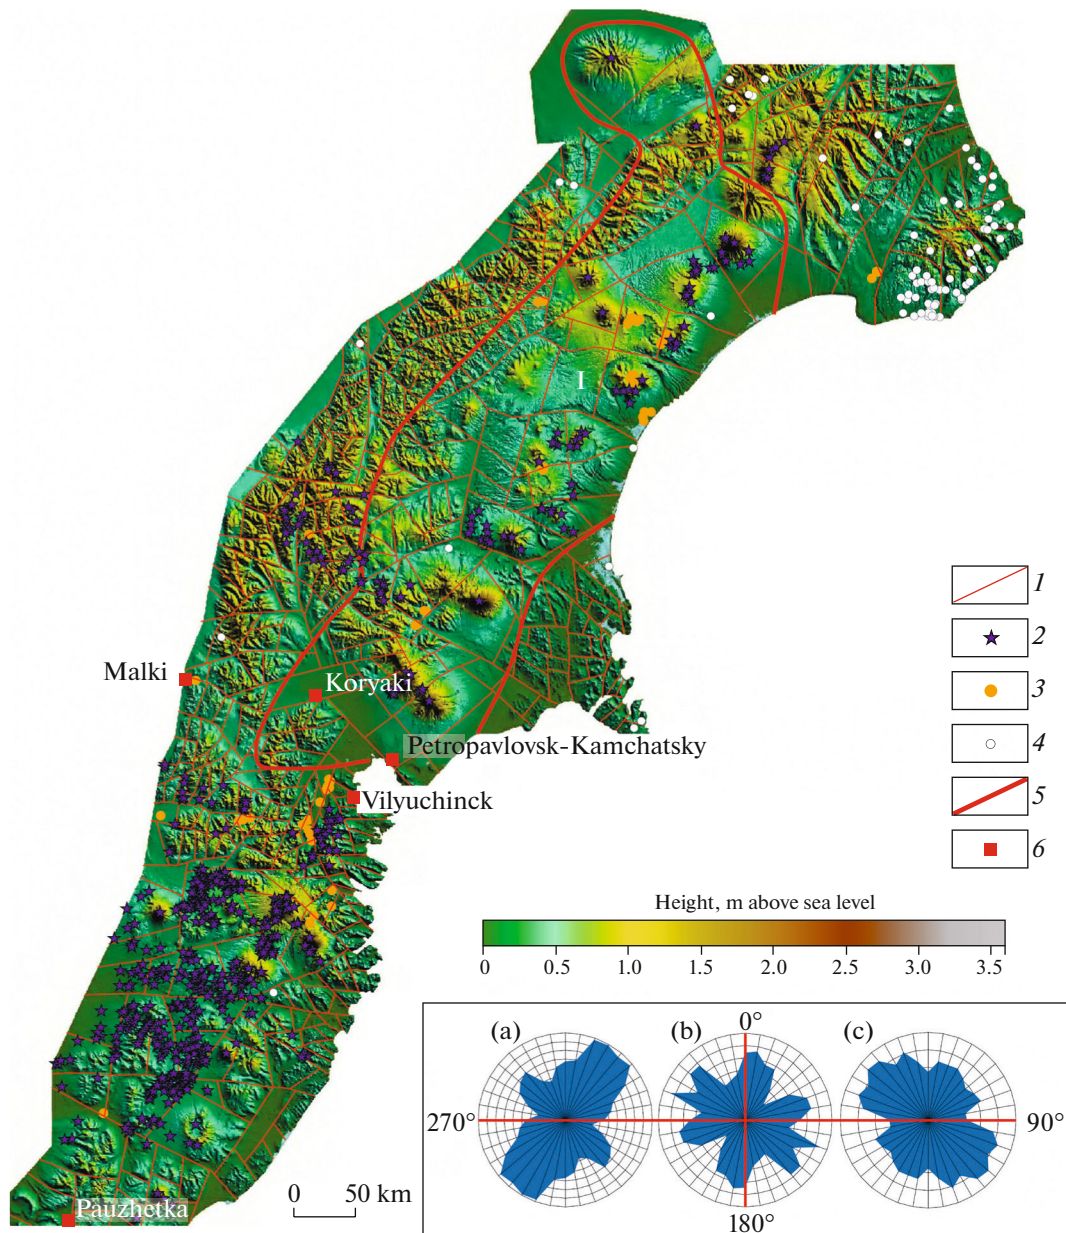 I
1
2
3
4
5
6
Malki
Koryaki
Petropavlovsk-Kamchatsky
Vilyuchinck
Pauzhetka
0 50 km
Height, m above sea level
0 0.5 1.0 1.5 2.0 2.5 3.0 3.5
(a) (b) (c)
0°
270° 90°
180°